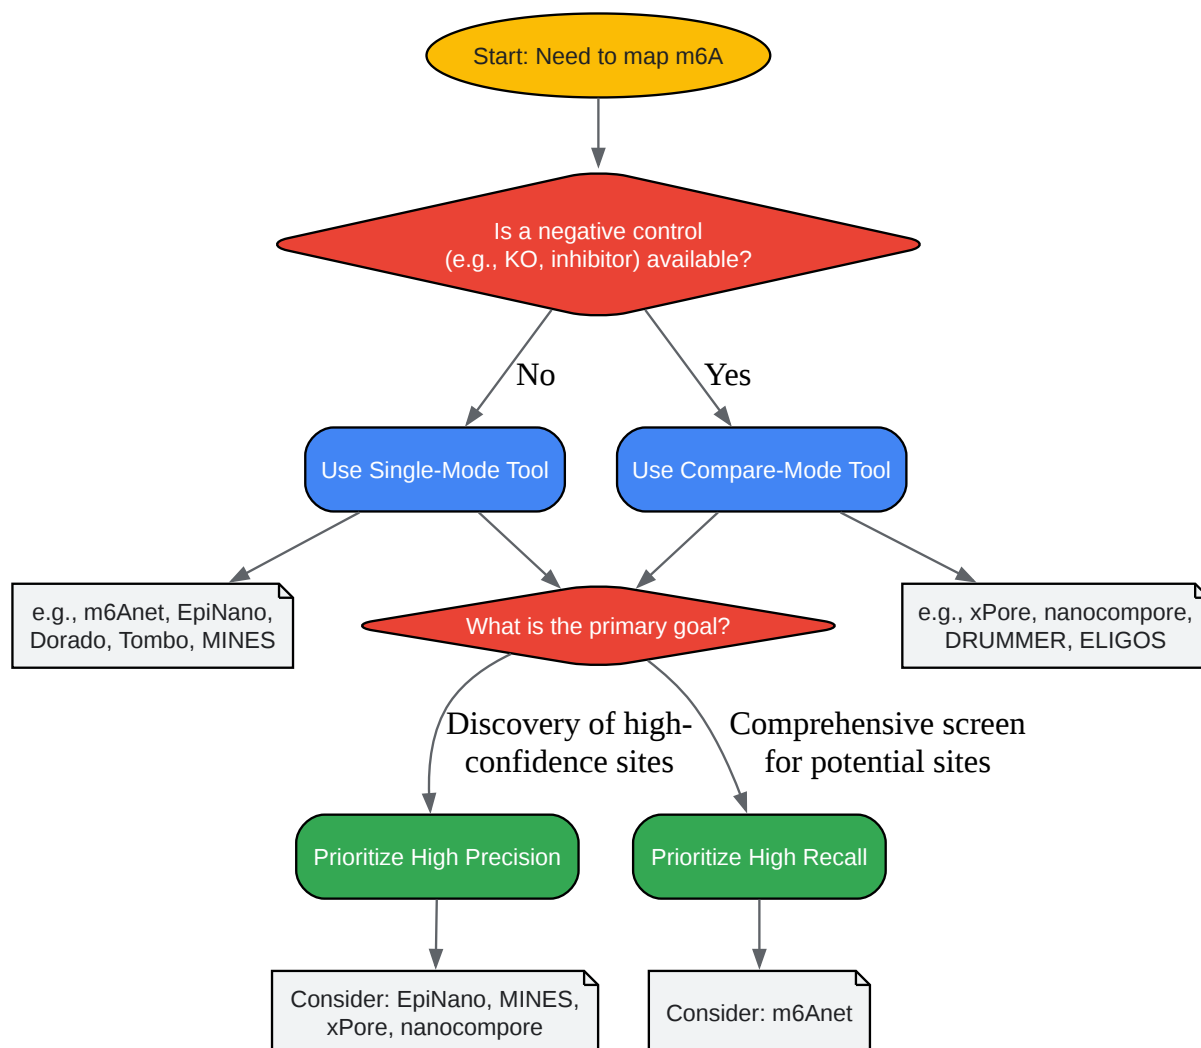 Start: Need to map m6A
Is a negative control
(e.g., KO, inhibitor) available?
No
Yes
Use Single-Mode Tool
Use Compare-Mode Tool
e.g., m6Anet, EpiNano,
Dorado, Tombo, MINES
What is the primary goal?
e.g., xPore, nanocompore,
DRUMMER, ELIGOS
Discovery of high-
confidence sites
Comprehensive screen
for potential sites
Prioritize High Precision
Prioritize High Recall
Consider: EpiNano, MINES,
xPore, nanocompore
Consider: m6Anet